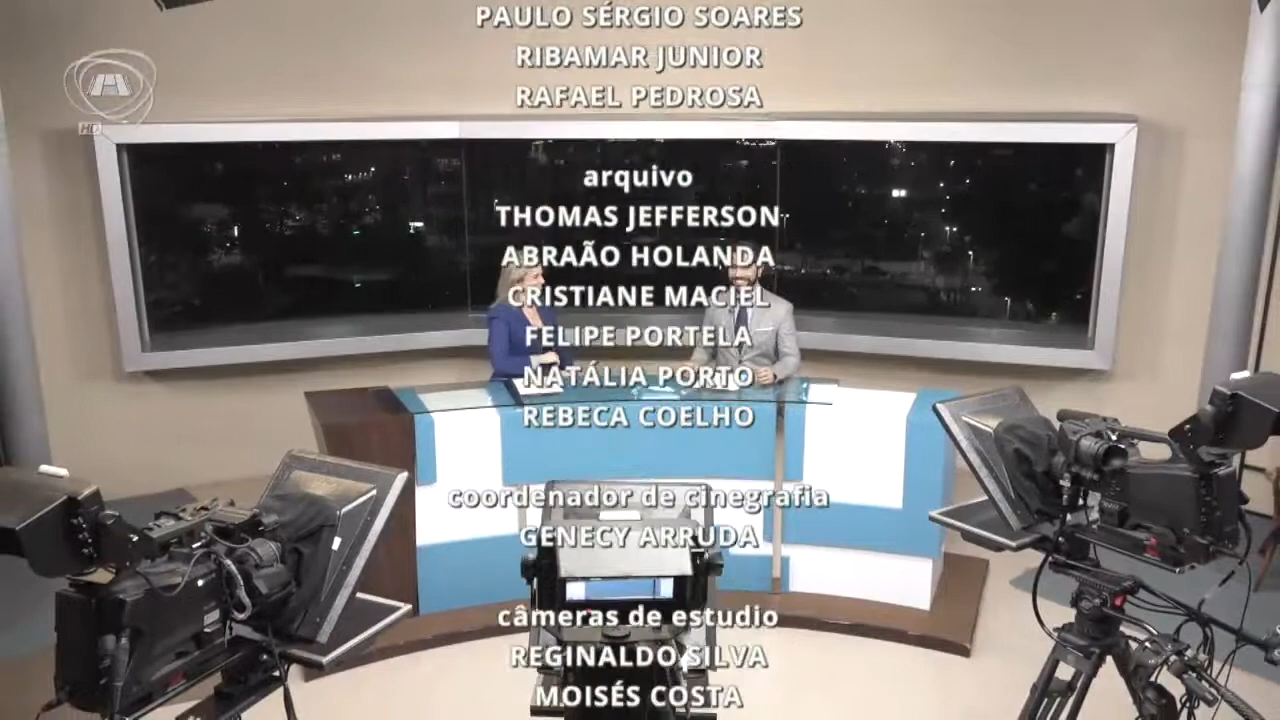 PAULO SÉRGIO SOARES
RIBAMAR JUNIOR
RAFAEL PEDROSA
HD
arquivo
THOMAS JEFFERSON
ABRAÃO HOLANDA
CRISTIANE MACIEL
FELIPE PORTELA
NATÁLIA PORTO
REBECA COELHO
coordenador de cinegrafia
GENECY ARRUDA
câmeras de estudio
REGINALDO SILVA
MOISÉS COSTA